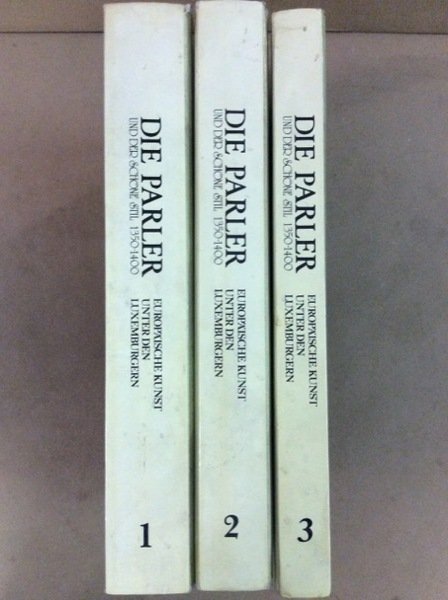 DIE PARLER
UND DER SCHÖNE STIL 1350-1400
EUROPÄISCHE KUNST
UNTER DEN
LUXEMBURGERN
1
DIE PARLER
UND DER SCHÖNE STIL 1350-1400
EUROPÄISCHE KUNST
UNTER DEN
LUXEMBURGERN
2
DIE PARLER
UND DER SCHÖNE STIL 1350-1400
EUROPÄISCHE KUNST
UNTER DEN
LUXEMBURGERN
3